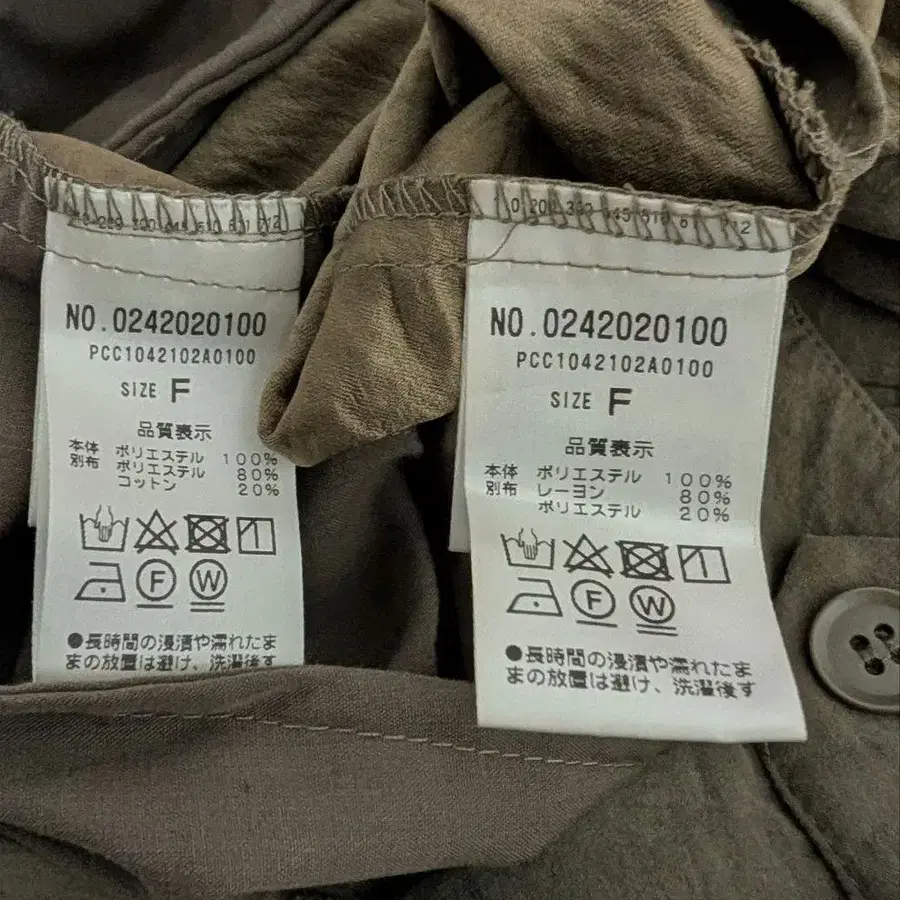 NO.0242020100
PCC1042102A0100
SIZE F
品質表示
本体 ポリエステル 100%
別布 ポリエステル 80%
コットン 20%
F W
●長時間の浸漬や濡れたま
まの放置は避け、洗濯後す
NO.0242020100
PCC1042102A0100
SIZE F
品質表示
本体 ポリエステル 100%
別布 レーヨン 80%
ポリエステル 20%
F W
●長時間の浸漬や濡れたま
まの放置は避け、洗濯後す